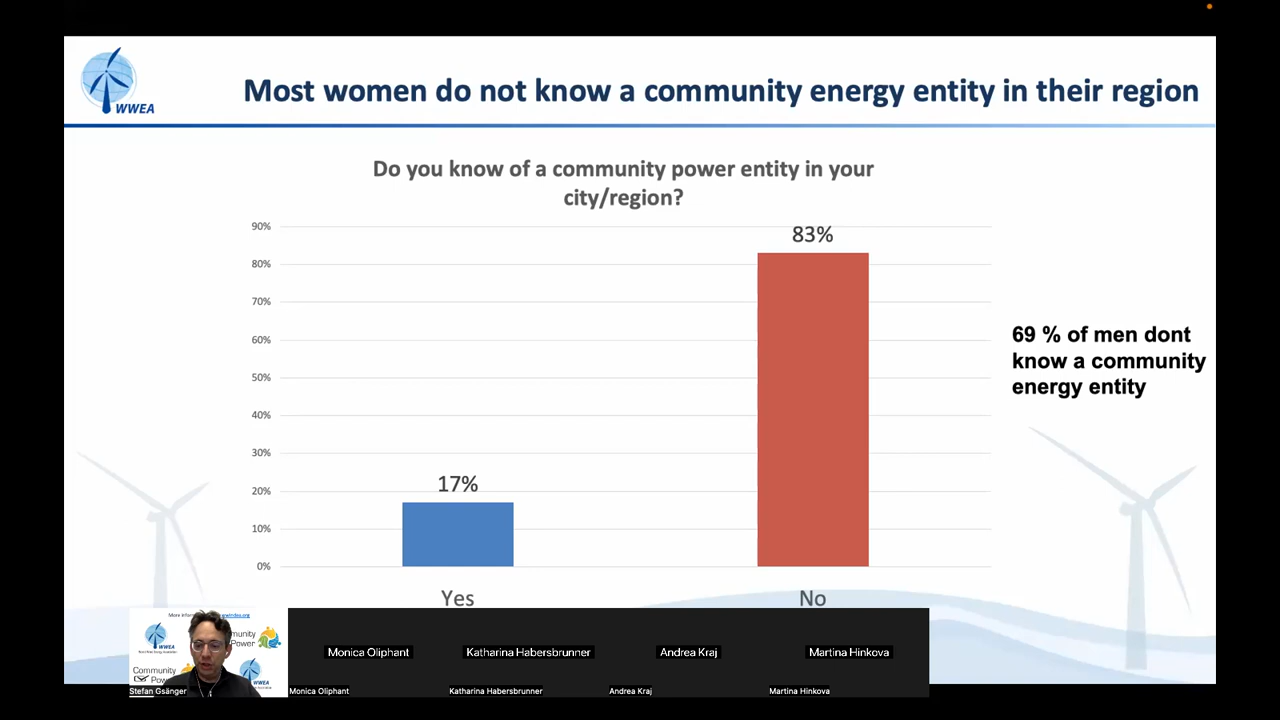 WWEA
Most women do not know a community energy entity in their region
Do you know of a community power entity in your
city/region?
90%
80%
70%
60%
50%
40%
30%
20%
10%
0%
83%
17%
Yes
No
69 % of men dont
know a community
energy entity
WWEA
Community
WWEA
Stefan Gsänger
Monica Oliphant
Katharina Habersbrunner
Andrea Kraj
Martina Hinkova
Monica Oliphant
Katharina Habersbrunner
Andrea Kraj
Martina Hinkova